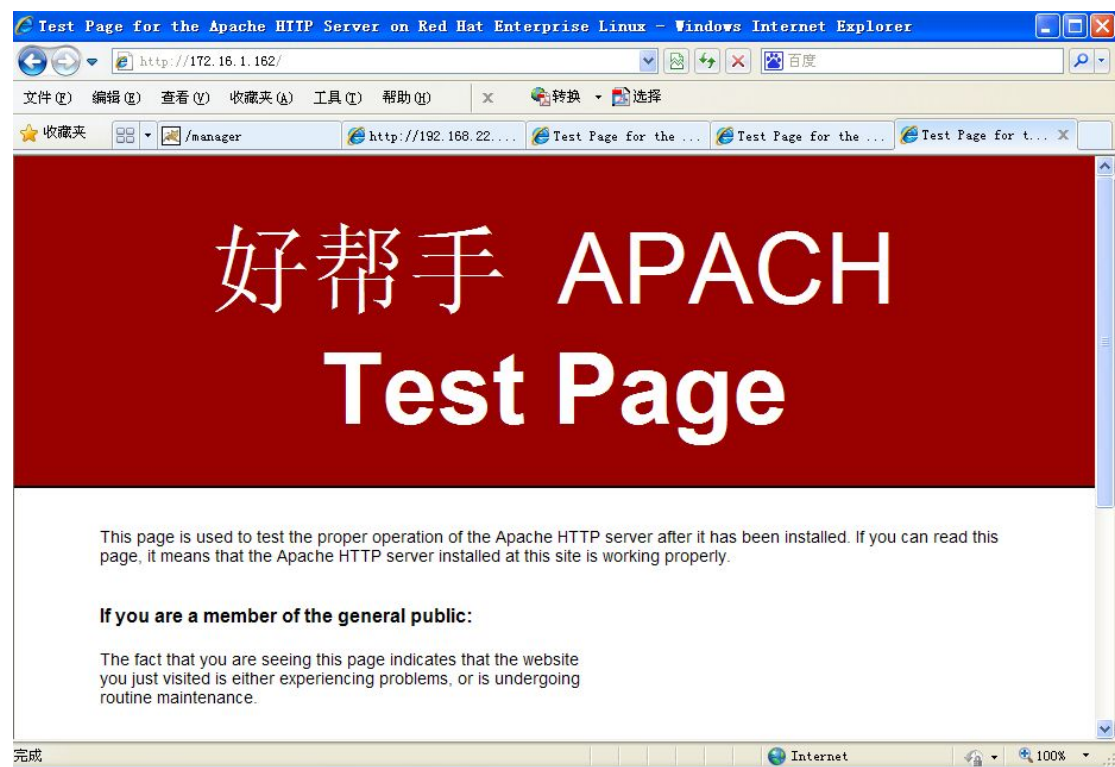 Test Page for the Apache HTTP Server on Red Hat Enterprise Linux - Windows Internet Explorer
http://172.16.1.162/
百度
文件(F) 编辑(E) 查看(V) 收藏夹(A) 工具(T) 帮助(H) x 转换 选择
收藏夹 /manager http://192.168.22.... Test Page for the ... Test Page for the ... Test Page for t... X
好帮手 APACH
Test Page
This page is used to test the proper operation of the Apache HTTP server after it has been installed. If you can read this
page, it means that the Apache HTTP server installed at this site is working properly.
If you are a member of the general public:
The fact that you are seeing this page indicates that the website
you just visited is either experiencing problems, or is undergoing
routine maintenance.
完成 Internet 100%